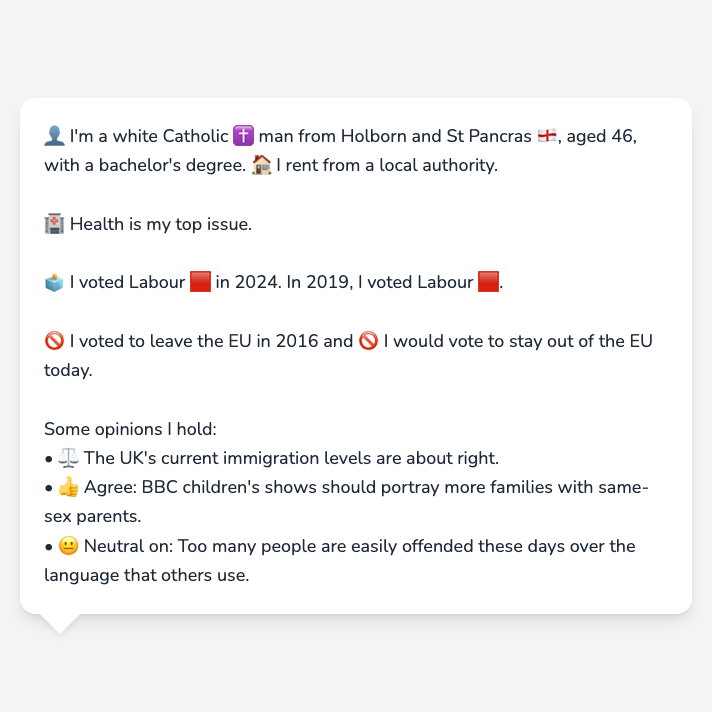 👤 I'm a white Catholic ✝️ man from Holborn and St Pancras 🏴󠁧󠁢󠁥󠁮󠁧󠁿, aged 46,
with a bachelor's degree. 🏠 I rent from a local authority.
🏥 Health is my top issue.
🗳️ I voted Labour 🟥 in 2024. In 2019, I voted Labour 🟥.
🚫 I voted to leave the EU in 2016 and 🚫 I would vote to stay out of the EU
today.
Some opinions I hold:
• ⚖️ The UK's current immigration levels are about right.
• 👍 Agree: BBC children's shows should portray more families with same-
sex parents.
• 😐 Neutral on: Too many people are easily offended these days over the
language that others use.